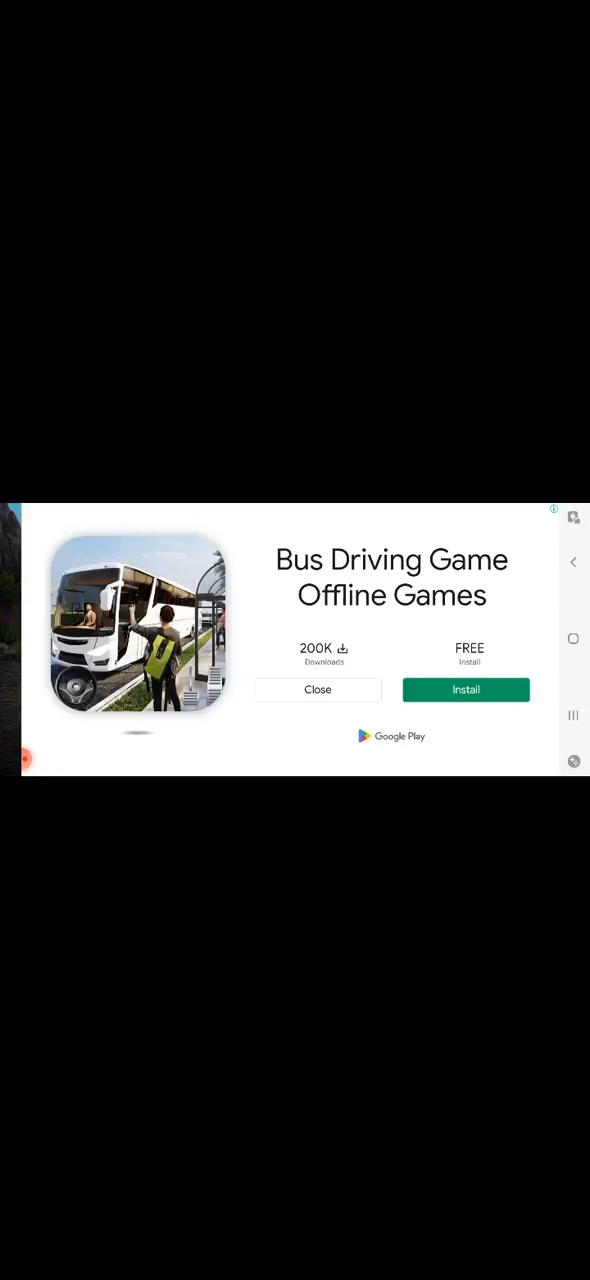 Bus Driving Game
Offline Games
200K
Downloads
FREE
Install
Close
Install
Google Play